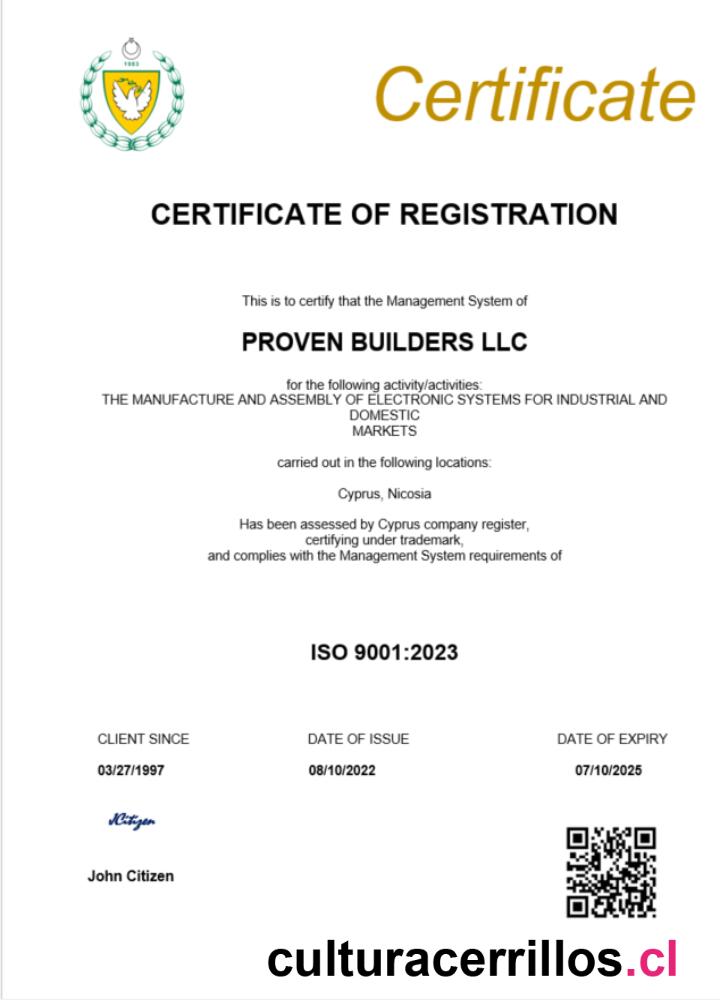 1983
Certificate
CERTIFICATE OF REGISTRATION
This is to certify that the Management System of
PROVEN BUILDERS LLC
for the following activity/activities:
THE MANUFACTURE AND ASSEMBLY OF ELECTRONIC SYSTEMS FOR INDUSTRIAL AND
DOMESTIC
MARKETS
carried out in the following locations:
Cyprus, Nicosia
Has been assessed by Cyprus company register,
certifying under trademark,
and complies with the Management System requirements of
ISO 9001:2023
CLIENT SINCE DATE OF ISSUE DATE OF EXPIRY
03/27/1997 08/10/2022 07/10/2025
JCitizen
John Citizen
culturacerrillos.cl